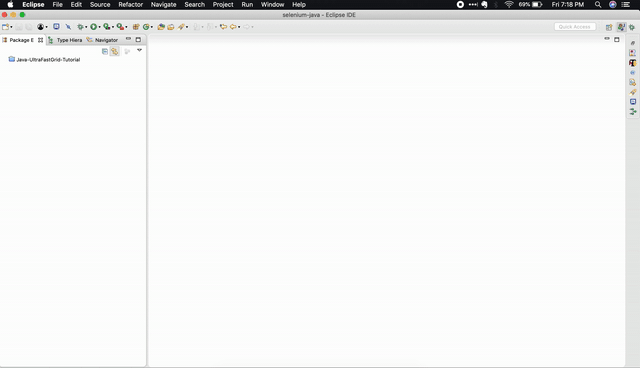 Eclipse File Edit Source Refactor Navigate Search Project Run Window Help 69% Fri 7:18 PM
selenium-java - Eclipse IDE
Quick Access
Package E Type Hiera Navigator
Java-UltraFastGrid-Tutorial